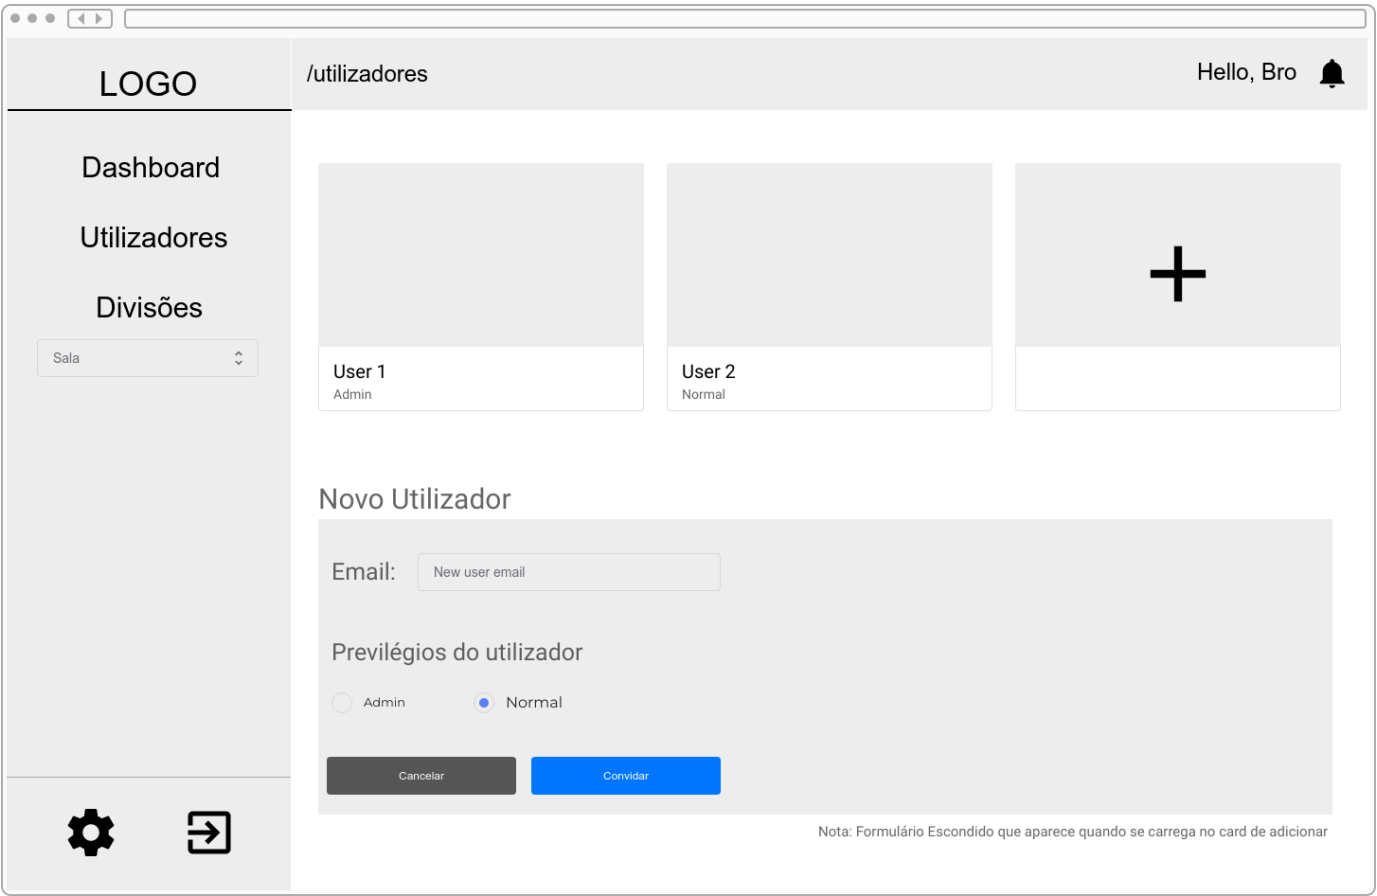 LOGO
/utilizadores
Hello, Bro
Dashboard
Utilizadores
Divisões
Sala
User 1
Admin
User 2
Normal
Novo Utilizador
Email:
New user email
Previlégios do utilizador
Admin
Normal
Cancelar
Convidar
Nota: Formulário Escondido que aparece quando se carrega no card de adicionar